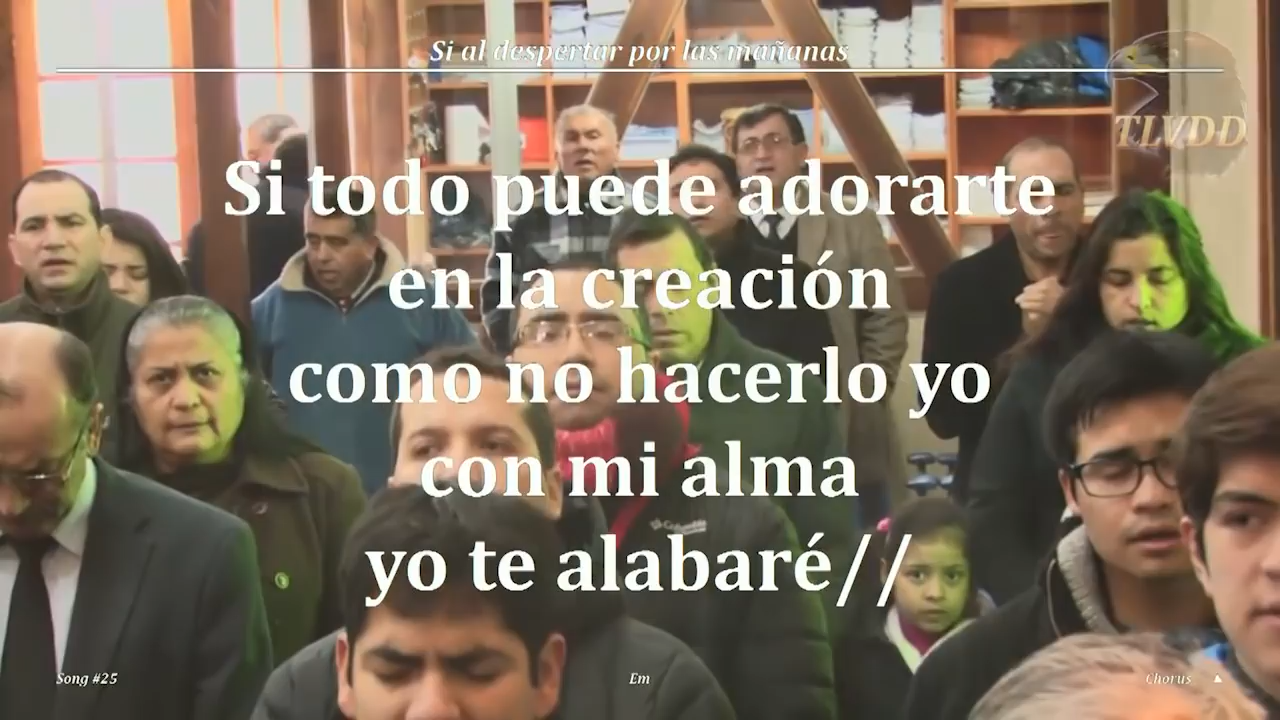 Si al despertar por las mañanas
TLVDD
Si todo puede adorarte
en la creación
como no hacerlo yo
con mi alma
yo te alabaré//
Columbia
Song #25
Em
Chorus